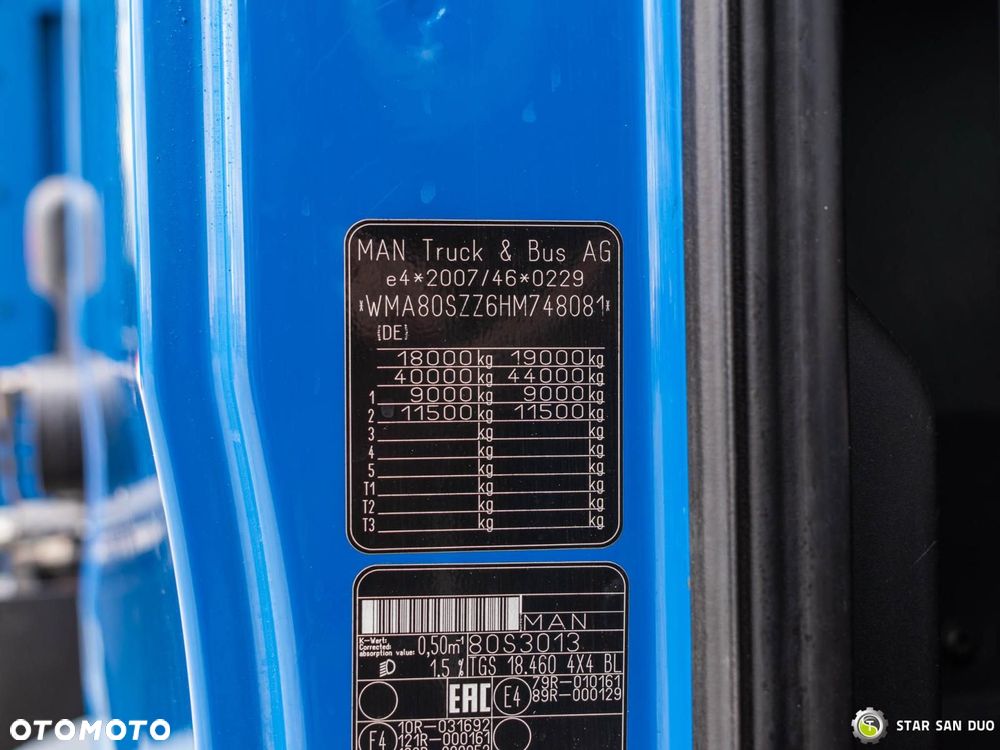 MAN Truck & Bus AG
e4*2007/46*0229
*WMA80SZZ6HM748081*
{DE}
18000 kg 19000 kg
40000 kg 44000 kg
1 9000 kg 9000 kg
2 11500 kg 11500 kg
3 kg kg
4 kg kg
5 kg kg
T1 kg kg
T2 kg kg
T3 kg kg
MAN
K-Wert:
Corrected
absorption value: 0,50m⁻¹ 80S3013
1.5 % TGS 18.460 4X4 BL
EAC E4 79R-010161
89R-000129
E4 10R-031692
121R-000161
OTOMOTO
STAR SAN DUO